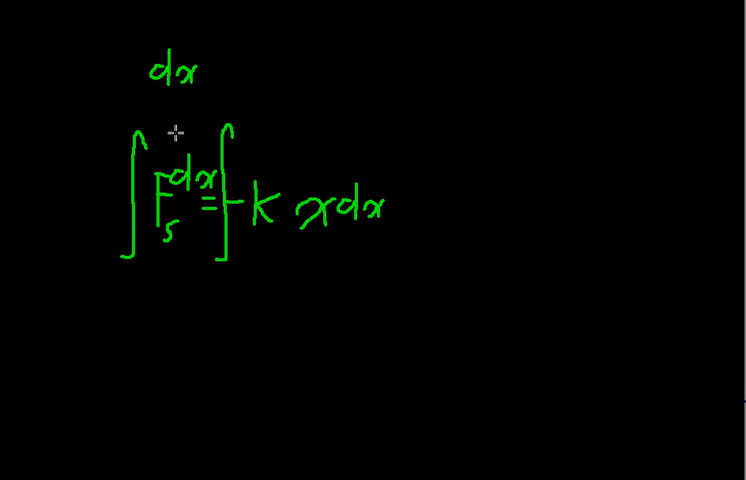 dx
∫ F_s dx = ∫ -k x dx